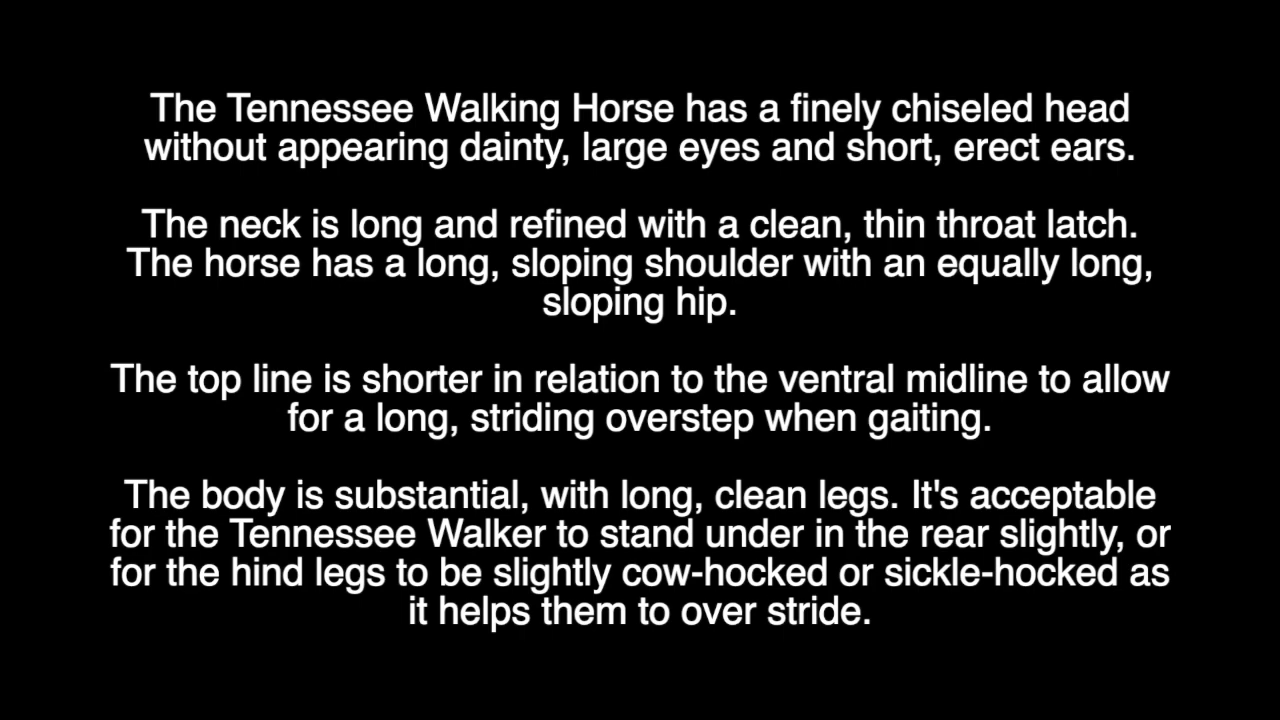 The Tennessee Walking Horse has a finely chiseled head
without appearing dainty, large eyes and short, erect ears.
The neck is long and refined with a clean, thin throat latch.
The horse has a long, sloping shoulder with an equally long,
sloping hip.
The top line is shorter in relation to the ventral midline to allow
for a long, striding overstep when gaiting.
The body is substantial, with long, clean legs. It's acceptable
for the Tennessee Walker to stand under in the rear slightly, or
for the hind legs to be slightly cow-hocked or sickle-hocked as
it helps them to over stride.